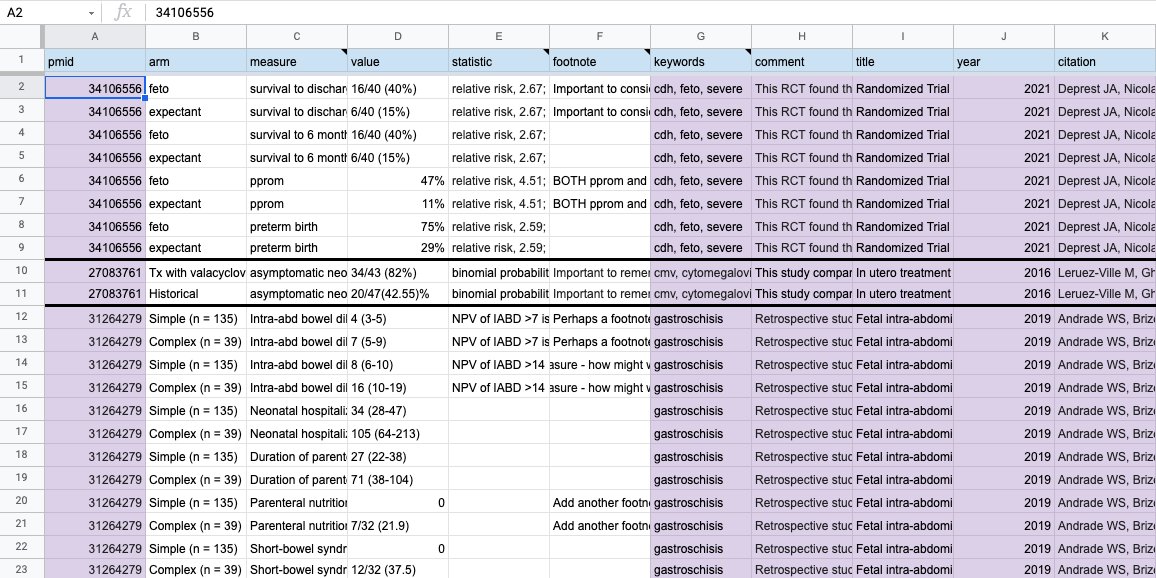 A2 fx 34106556
A B C D E F G H I J K
1 pmid arm measure value statistic footnote keywords comment title year citation
2 34106556 feto survival to dischar 16/40 (40%) relative risk, 2.67; Important to consi cdh, feto, severe This RCT found th Randomized Trial 2021 Deprest JA, Nicola
3 34106556 expectant survival to dischar 6/40 (15%) relative risk, 2.67; Important to consi cdh, feto, severe This RCT found th Randomized Trial 2021 Deprest JA, Nicola
4 34106556 feto survival to 6 month 16/40 (40%) relative risk, 2.67; cdh, feto, severe This RCT found th Randomized Trial 2021 Deprest JA, Nicola
5 34106556 expectant survival to 6 month 6/40 (15%) relative risk, 2.67; cdh, feto, severe This RCT found th Randomized Trial 2021 Deprest JA, Nicola
6 34106556 feto pprom 47% relative risk, 4.51; BOTH pprom and cdh, feto, severe This RCT found th Randomized Trial 2021 Deprest JA, Nicola
7 34106556 expectant pprom 11% relative risk, 4.51; BOTH pprom and cdh, feto, severe This RCT found th Randomized Trial 2021 Deprest JA, Nicola
8 34106556 feto preterm birth 75% relative risk, 2.59; cdh, feto, severe This RCT found th Randomized Trial 2021 Deprest JA, Nicola
9 34106556 expectant preterm birth 29% relative risk, 2.59; cdh, feto, severe This RCT found th Randomized Trial 2021 Deprest JA, Nicola
10 27083761 Tx with valacyclov asymptomatic neo 34/43 (82%) binomial probabilit Important to remer cmv, cytomegalovi This study compar In utero treatment 2016 Leruez-Ville M, Gh
11 27083761 Historical asymptomatic neo 20/47(42.55)% binomial probabilit Important to remer cmv, cytomegalovi This study compar In utero treatment 2016 Leruez-Ville M, Gh
12 31264279 Simple (n = 135) Intra-abd bowel dil 4 (3-5) NPV of IABD >7 is Perhaps a footnote gastroschisis Retrospective stuc Fetal intra-abdomi 2019 Andrade WS, Brize
13 31264279 Complex (n = 39) Intra-abd bowel dil 7 (5-9) NPV of IABD >7 is Perhaps a footnote gastroschisis Retrospective stuc Fetal intra-abdomi 2019 Andrade WS, Brize
14 31264279 Simple (n = 135) Intra-abd bowel dil 8 (6-10) NPV of IABD >14 asure - how might w gastroschisis Retrospective stuc Fetal intra-abdomi 2019 Andrade WS, Brize
15 31264279 Complex (n = 39) Intra-abd bowel dil 16 (10-19) NPV of IABD >14 asure - how might w gastroschisis Retrospective stuc Fetal intra-abdomi 2019 Andrade WS, Brize
16 31264279 Simple (n = 135) Neonatal hospitali 34 (28-47) gastroschisis Retrospective stuc Fetal intra-abdomi 2019 Andrade WS, Brize
17 31264279 Complex (n = 39) Neonatal hospitali 105 (64-213) gastroschisis Retrospective stuc Fetal intra-abdomi 2019 Andrade WS, Brize
18 31264279 Simple (n = 135) Duration of parent 27 (22-38) gastroschisis Retrospective stuc Fetal intra-abdomi 2019 Andrade WS, Brize
19 31264279 Complex (n = 39) Duration of parent 71 (38-104) gastroschisis Retrospective stuc Fetal intra-abdomi 2019 Andrade WS, Brize
20 31264279 Simple (n = 135) Parenteral nutrition 0 Add another footn gastroschisis Retrospective stuc Fetal intra-abdomi 2019 Andrade WS, Brize
21 31264279 Complex (n = 39) Parenteral nutrition 7/32 (21.9) Add another footn gastroschisis Retrospective stuc Fetal intra-abdomi 2019 Andrade WS, Brize
22 31264279 Simple (n = 135) Short-bowel syndr 0 gastroschisis Retrospective stuc Fetal intra-abdomi 2019 Andrade WS, Brize
23 31264279 Complex (n = 39) Short-bowel syndr 12/32 (37.5) gastroschisis Retrospective stuc Fetal intra-abdomi 2019 Andrade WS, Brize